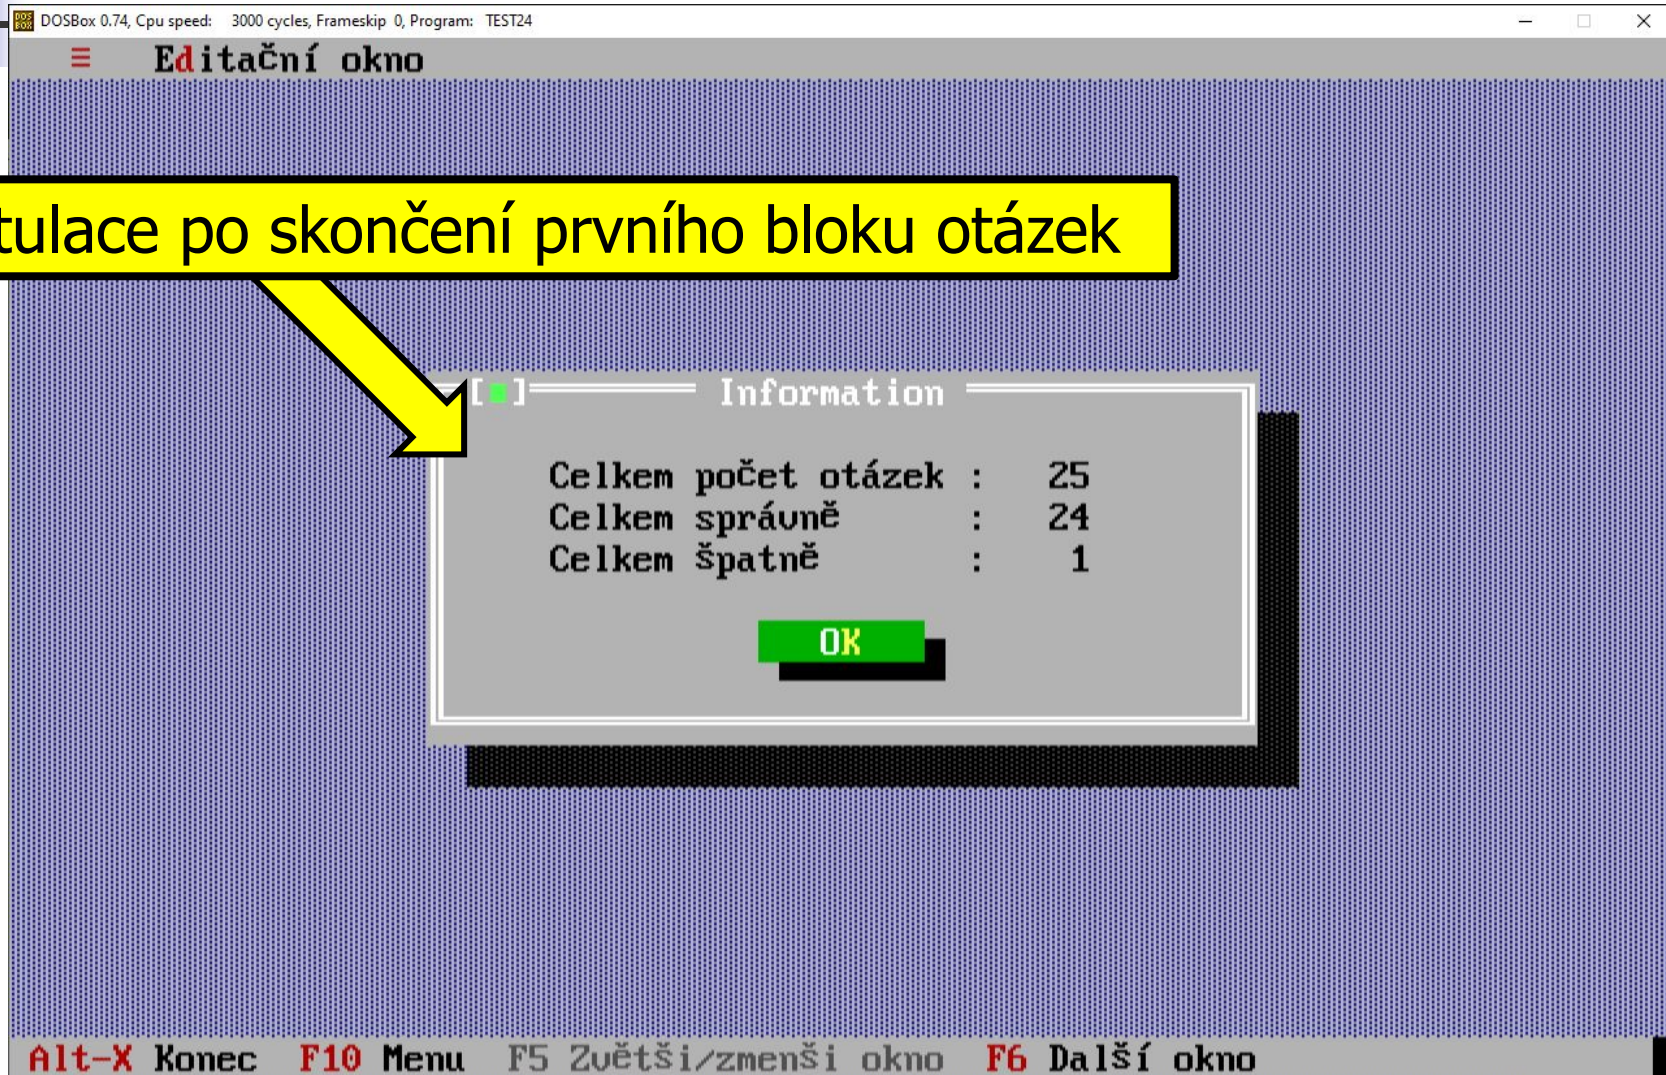 DOSBox 0.74, Cpu speed: 3000 cycles, Frameskip 0, Program: TEST24
≡ Editační okno
tulace po skončení prvního bloku otázek
[■] Information
Celkem počet otázek : 25
Celkem správně : 24
Celkem špatně : 1
OK
Alt-X Konec F10 Menu F5 Zvětši/zmenši okno F6 Další okno